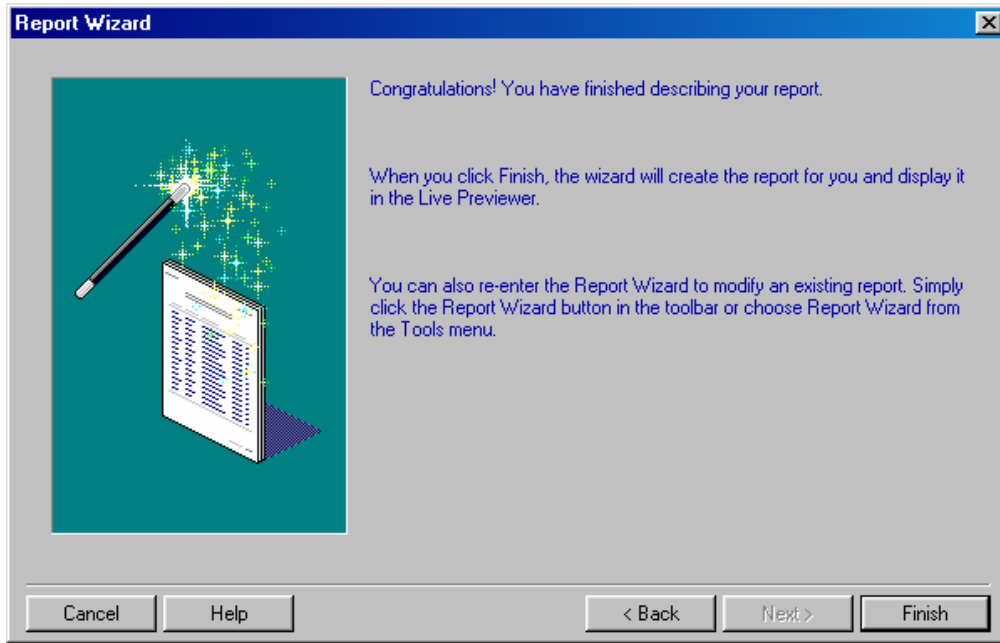 Report Wizard
Congratulations! You have finished describing your report.
When you click Finish, the wizard will create the report for you and display it
in the Live Previewer.
You can also re-enter the Report Wizard to modify an existing report. Simply
click the Report Wizard button in the toolbar or choose Report Wizard from
the Tools menu.
Cancel Help < Back Next > Finish